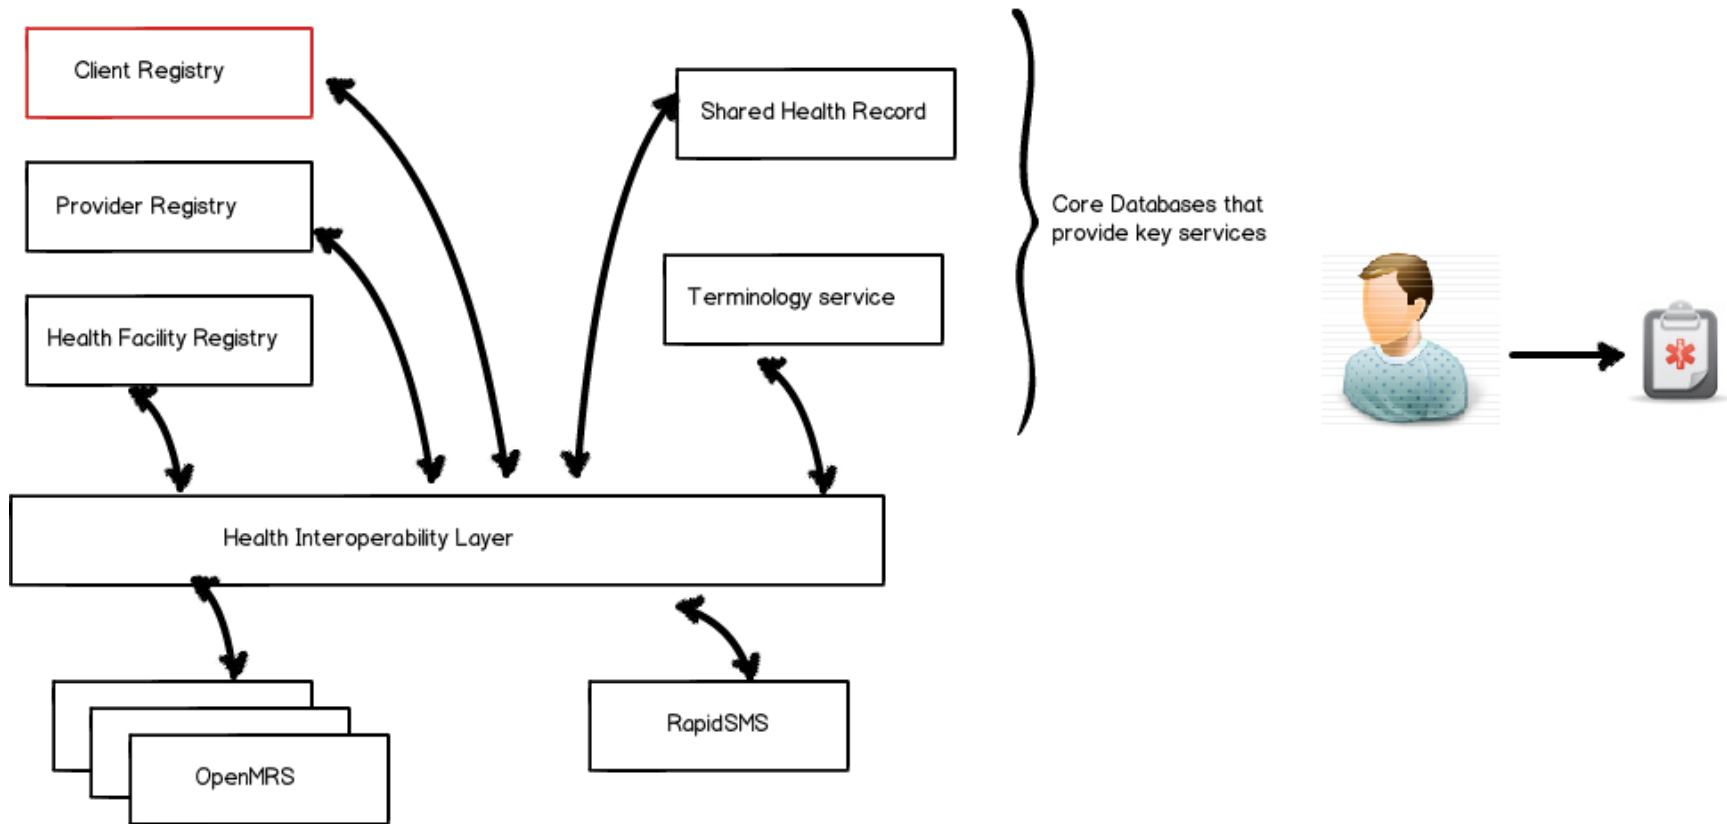 Client Registry
Shared Health Record
Provider Registry
Core Databases that
provide key services
Terminology service
Health Facility Registry
Health Interoperability Layer
RapidSMS
OpenMRS